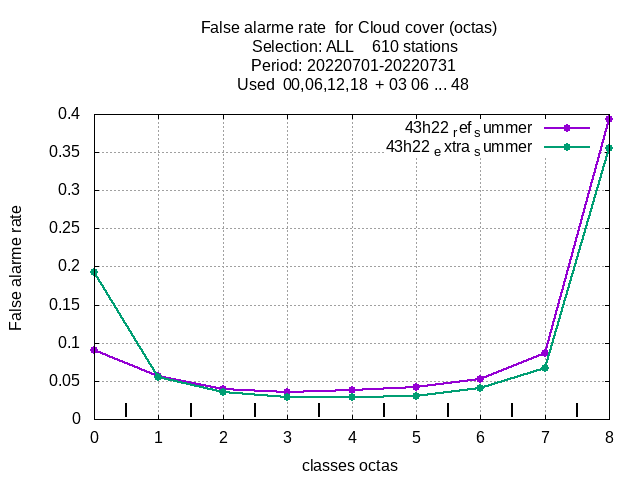 False alarme rate  for Cloud cover (octas)
Selection: ALL    610 stations
Period: 20220701-20220731
Used  00,06,12,18  + 03 06 ... 48
43h22 ref summer
43h22 extra summer
False alarme rate
0.4
0.35
0.3
0.25
0.2
0.15
0.1
0.05
0
0 1 2 3 4 5 6 7 8
classes octas